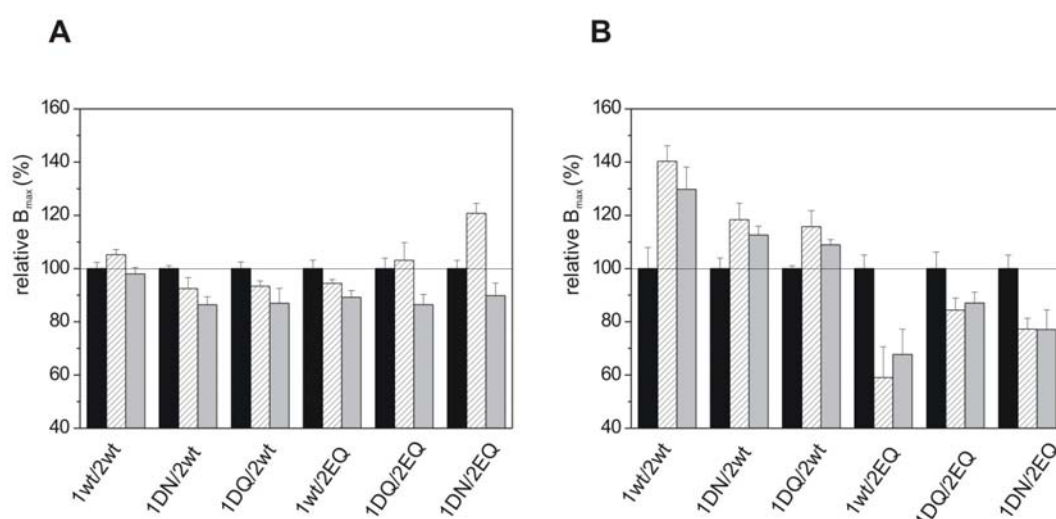 A
B
relative Bmax (%)
160
140
120
100
80
60
40
1wt/2wt
1DN/2wt
1DQ/2wt
1wt/2EQ
1DQ/2EQ
1DN/2EQ
relative Bmax (%)
160
140
120
100
80
60
40
1wt/2wt
1DN/2wt
1DQ/2wt
1wt/2EQ
1DQ/2EQ
1DN/2EQ